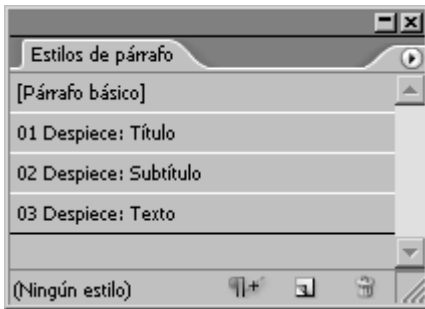 Estilos de párrafo
[Párrafo básico]
01 Despiece: Título
02 Despiece: Subtítulo
03 Despiece: Texto
(Ningún estilo)